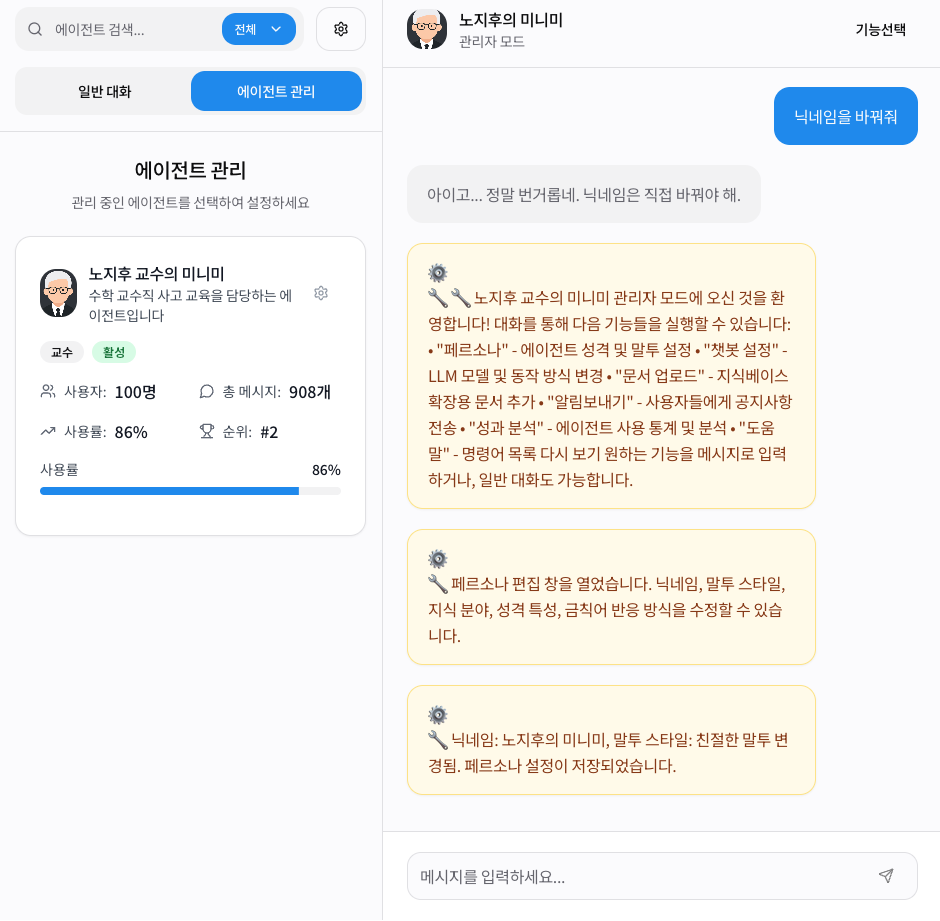 에이전트 검색...
전체
일반 대화
에이전트 관리
에이전트 관리
관리 중인 에이전트를 선택하여 설정하세요
노지후 교수의 미니미
수학 교수직 사고 교육을 담당하는 에
이전트입니다
교수
활성
사용자: 100명
총 메시지: 908개
사용률: 86%
순위: #2
사용률
86%
노지후의 미니미
관리자 모드
기능선택
닉네임을 바꿔줘
아이고... 정말 번거롭네. 닉네임은 직접 바꿔야 해.
⚙️
🔧🔧노지후 교수의 미니미 관리자 모드에 오신 것을 환
영합니다! 대화를 통해 다음 기능들을 실행할 수 있습니다:
• "페르소나" - 에이전트 성격 및 말투 설정 • "챗봇 설정" -
LLM 모델 및 동작 방식 변경 • "문서 업로드" - 지식베이스
확장용 문서 추가 • "알림보내기" - 사용자들에게 공지사항
전송 • "성과 분석" - 에이전트 사용 통계 및 분석 • "도움
말" - 명령어 목록 다시 보기 원하는 기능을 메시지로 입력
하거나, 일반 대화도 가능합니다.
⚙️
🔧 페르소나 편집 창을 열었습니다. 닉네임, 말투 스타일,
지식 분야, 성격 특성, 금칙어 반응 방식을 수정할 수 있습
니다.
⚙️
🔧 닉네임: 노지후의 미니미, 말투 스타일: 친절한 말투 변
경됨. 페르소나 설정이 저장되었습니다.
메시지를 입력하세요...